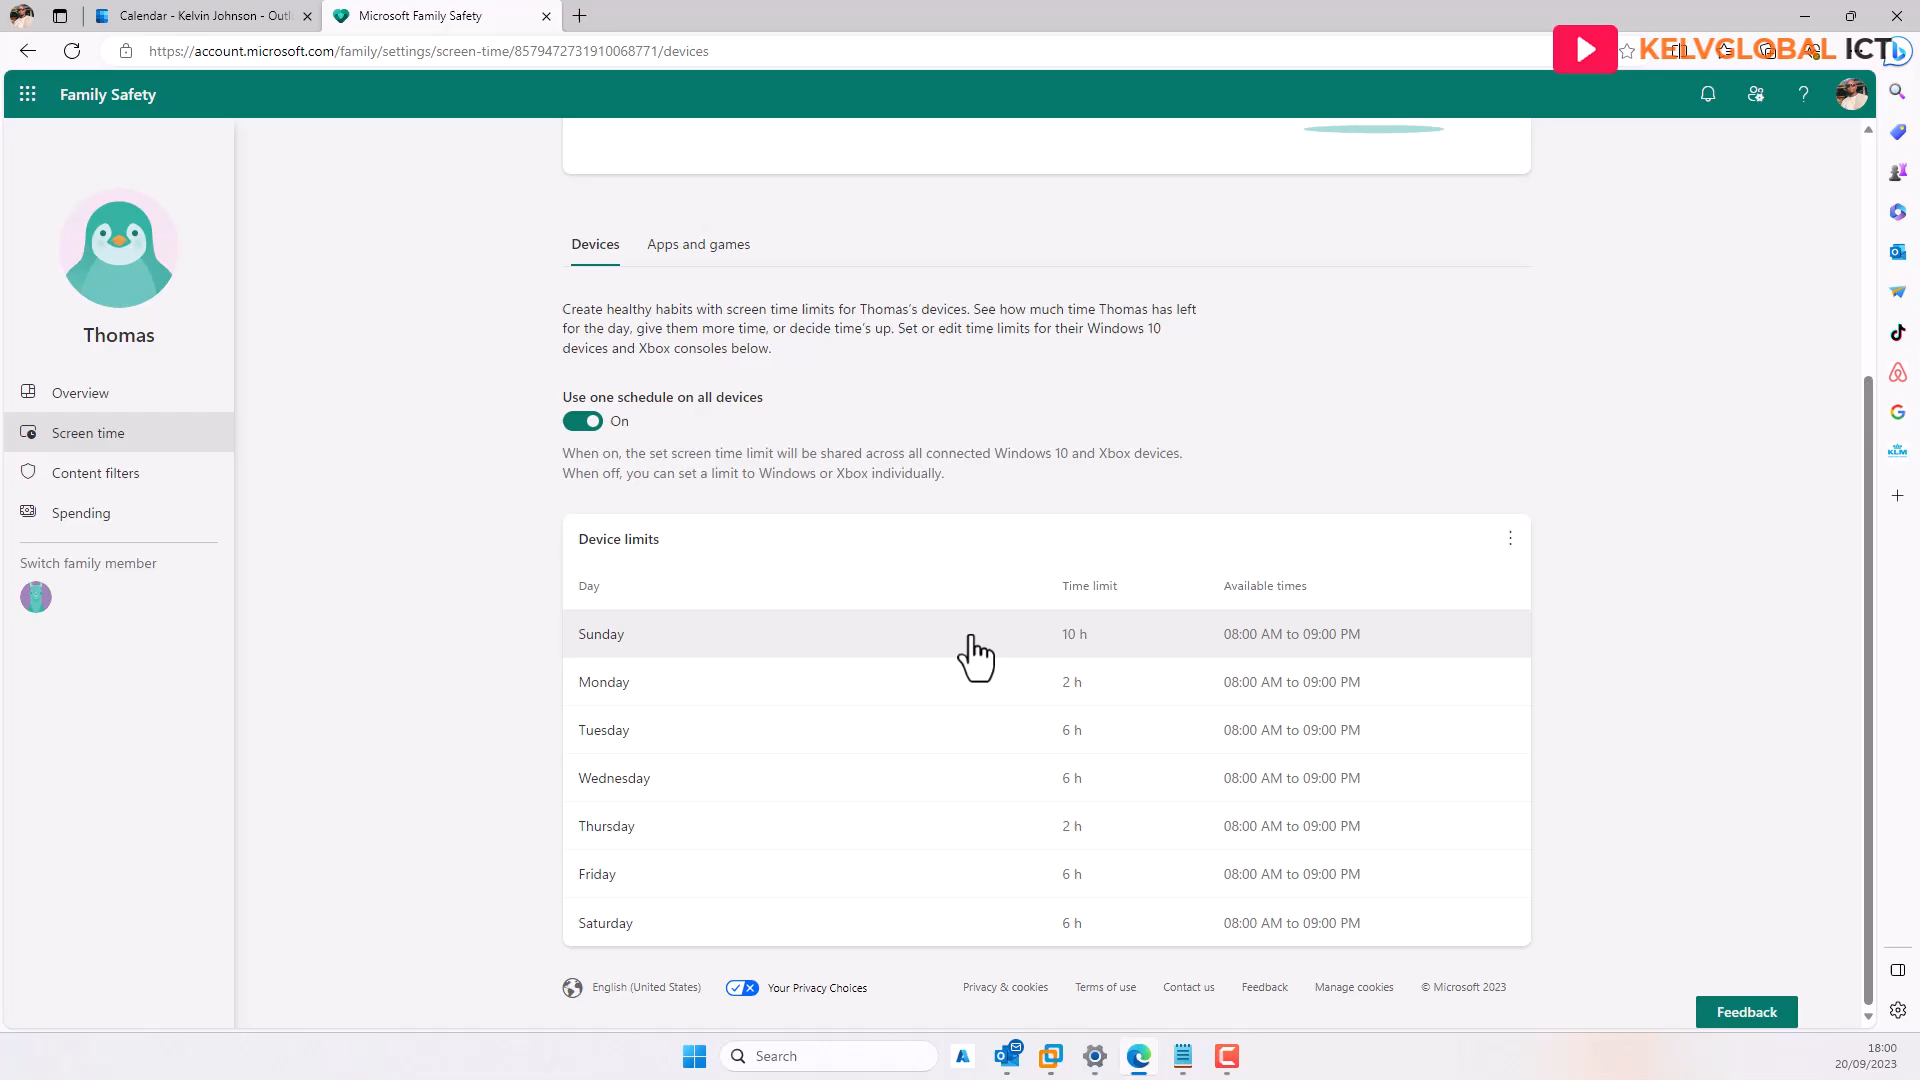 Calendar - Kelvin Johnson - Outl
Microsoft Family Safety
https://account.microsoft.com/family/settings/screen-time/8579472731910068771/devices
KELVGLOBAL ICT
Family Safety
Thomas
Overview
Screen time
Content filters
Spending
Switch family member
Devices
Apps and games
Create healthy habits with screen time limits for Thomas's devices. See how much time Thomas has left
for the day, give them more time, or decide time's up. Set or edit time limits for their Windows 10
devices and Xbox consoles below.
Use one schedule on all devices
On
When on, the set screen time limit will be shared across all connected Windows 10 and Xbox devices.
When off, you can set a limit to Windows or Xbox individually.
Device limits
Day Time limit Available times
Sunday 10 h 08:00 AM to 09:00 PM
Monday 2 h 08:00 AM to 09:00 PM
Tuesday 6 h 08:00 AM to 09:00 PM
Wednesday 6 h 08:00 AM to 09:00 PM
Thursday 2 h 08:00 AM to 09:00 PM
Friday 6 h 08:00 AM to 09:00 PM
Saturday 6 h 08:00 AM to 09:00 PM
English (United States) Your Privacy Choices Privacy & cookies Terms of use Contact us Feedback Manage cookies © Microsoft 2023
Feedback
KLM
Search
18:00
20/09/2023